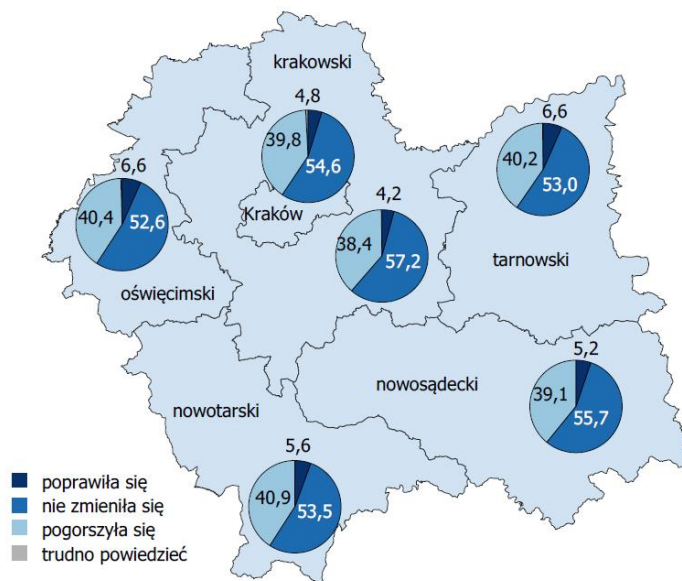 krakowski
4,8
39,8
54,6
Kraków
6,6
40,2
53,0
tarnowski
6,6
40,4
52,6
oświęcimski
4,2
38,4
57,2
5,2
nowosądecki
39,1
55,7
nowotarski
5,6
40,9
53,5
poprawiła się
nie zmieniła się
pogorszyła się
trudno powiedzieć